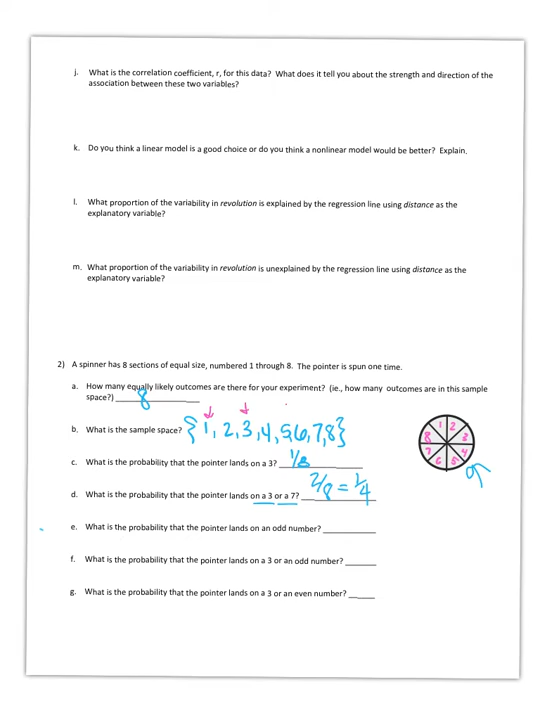 j. What is the correlation coefficient, r, for this data? What does it tell you about the strength and direction of the
association between these two variables?
k. Do you think a linear model is a good choice or do you think a nonlinear model would be better? Explain.
l. What proportion of the variability in revolution is explained by the regression line using distance as the
explanatory variable?
m. What proportion of the variability in revolution is unexplained by the regression line using distance as the
explanatory variable?
2) A spinner has 8 sections of equal size, numbered 1 through 8. The pointer is spun one time.
a. How many equally likely outcomes are there for your experiment? (ie., how many outcomes are in this sample
space?) 8
b. What is the sample space? {1, 2, 3, 4, 5, 6, 7, 8}
1 2 3 4 5 6 7 8
c. What is the probability that the pointer lands on a 3? 1/8
d. What is the probability that the pointer lands on a 3 or a 7? 2/8 = 1/4
e. What is the probability that the pointer lands on an odd number?
f. What is the probability that the pointer lands on a 3 or an odd number?
g. What is the probability that the pointer lands on a 3 or an even number?